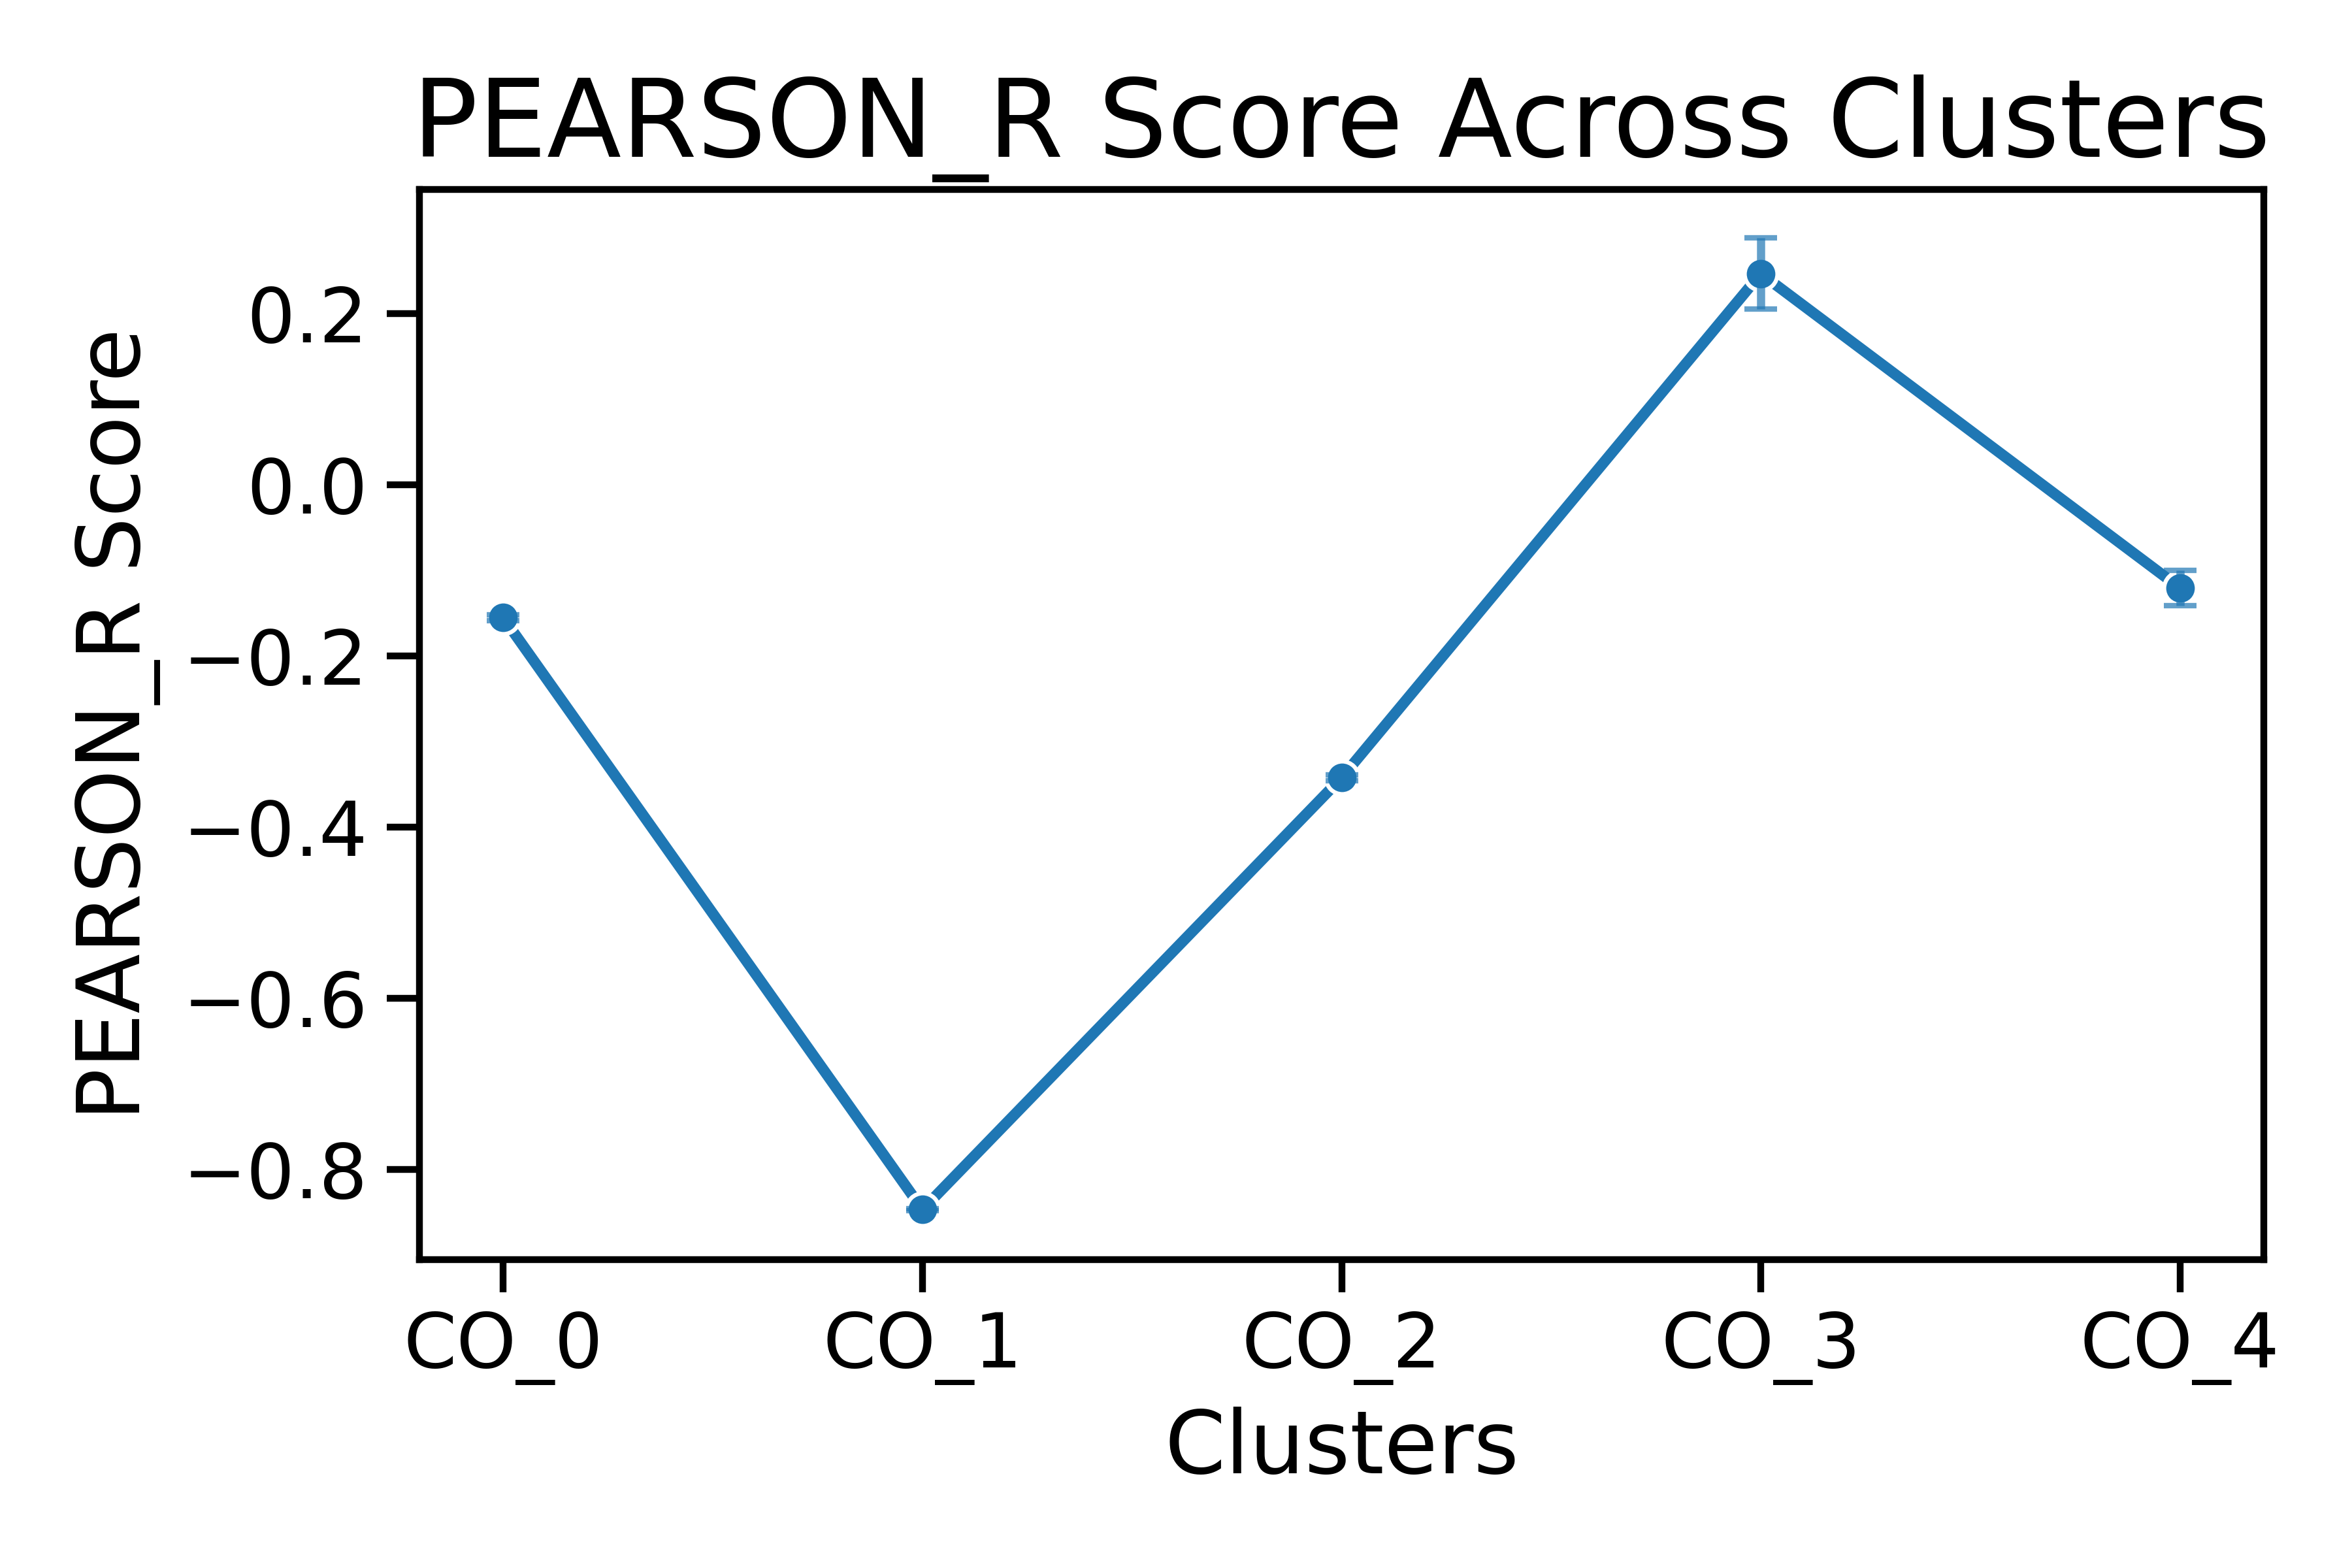 PEARSON_R Score Across Clusters
PEARSON_R Score
0.2
0.0
−0.2
−0.4
−0.6
−0.8
CO_0 CO_1 CO_2 CO_3 CO_4
Clusters